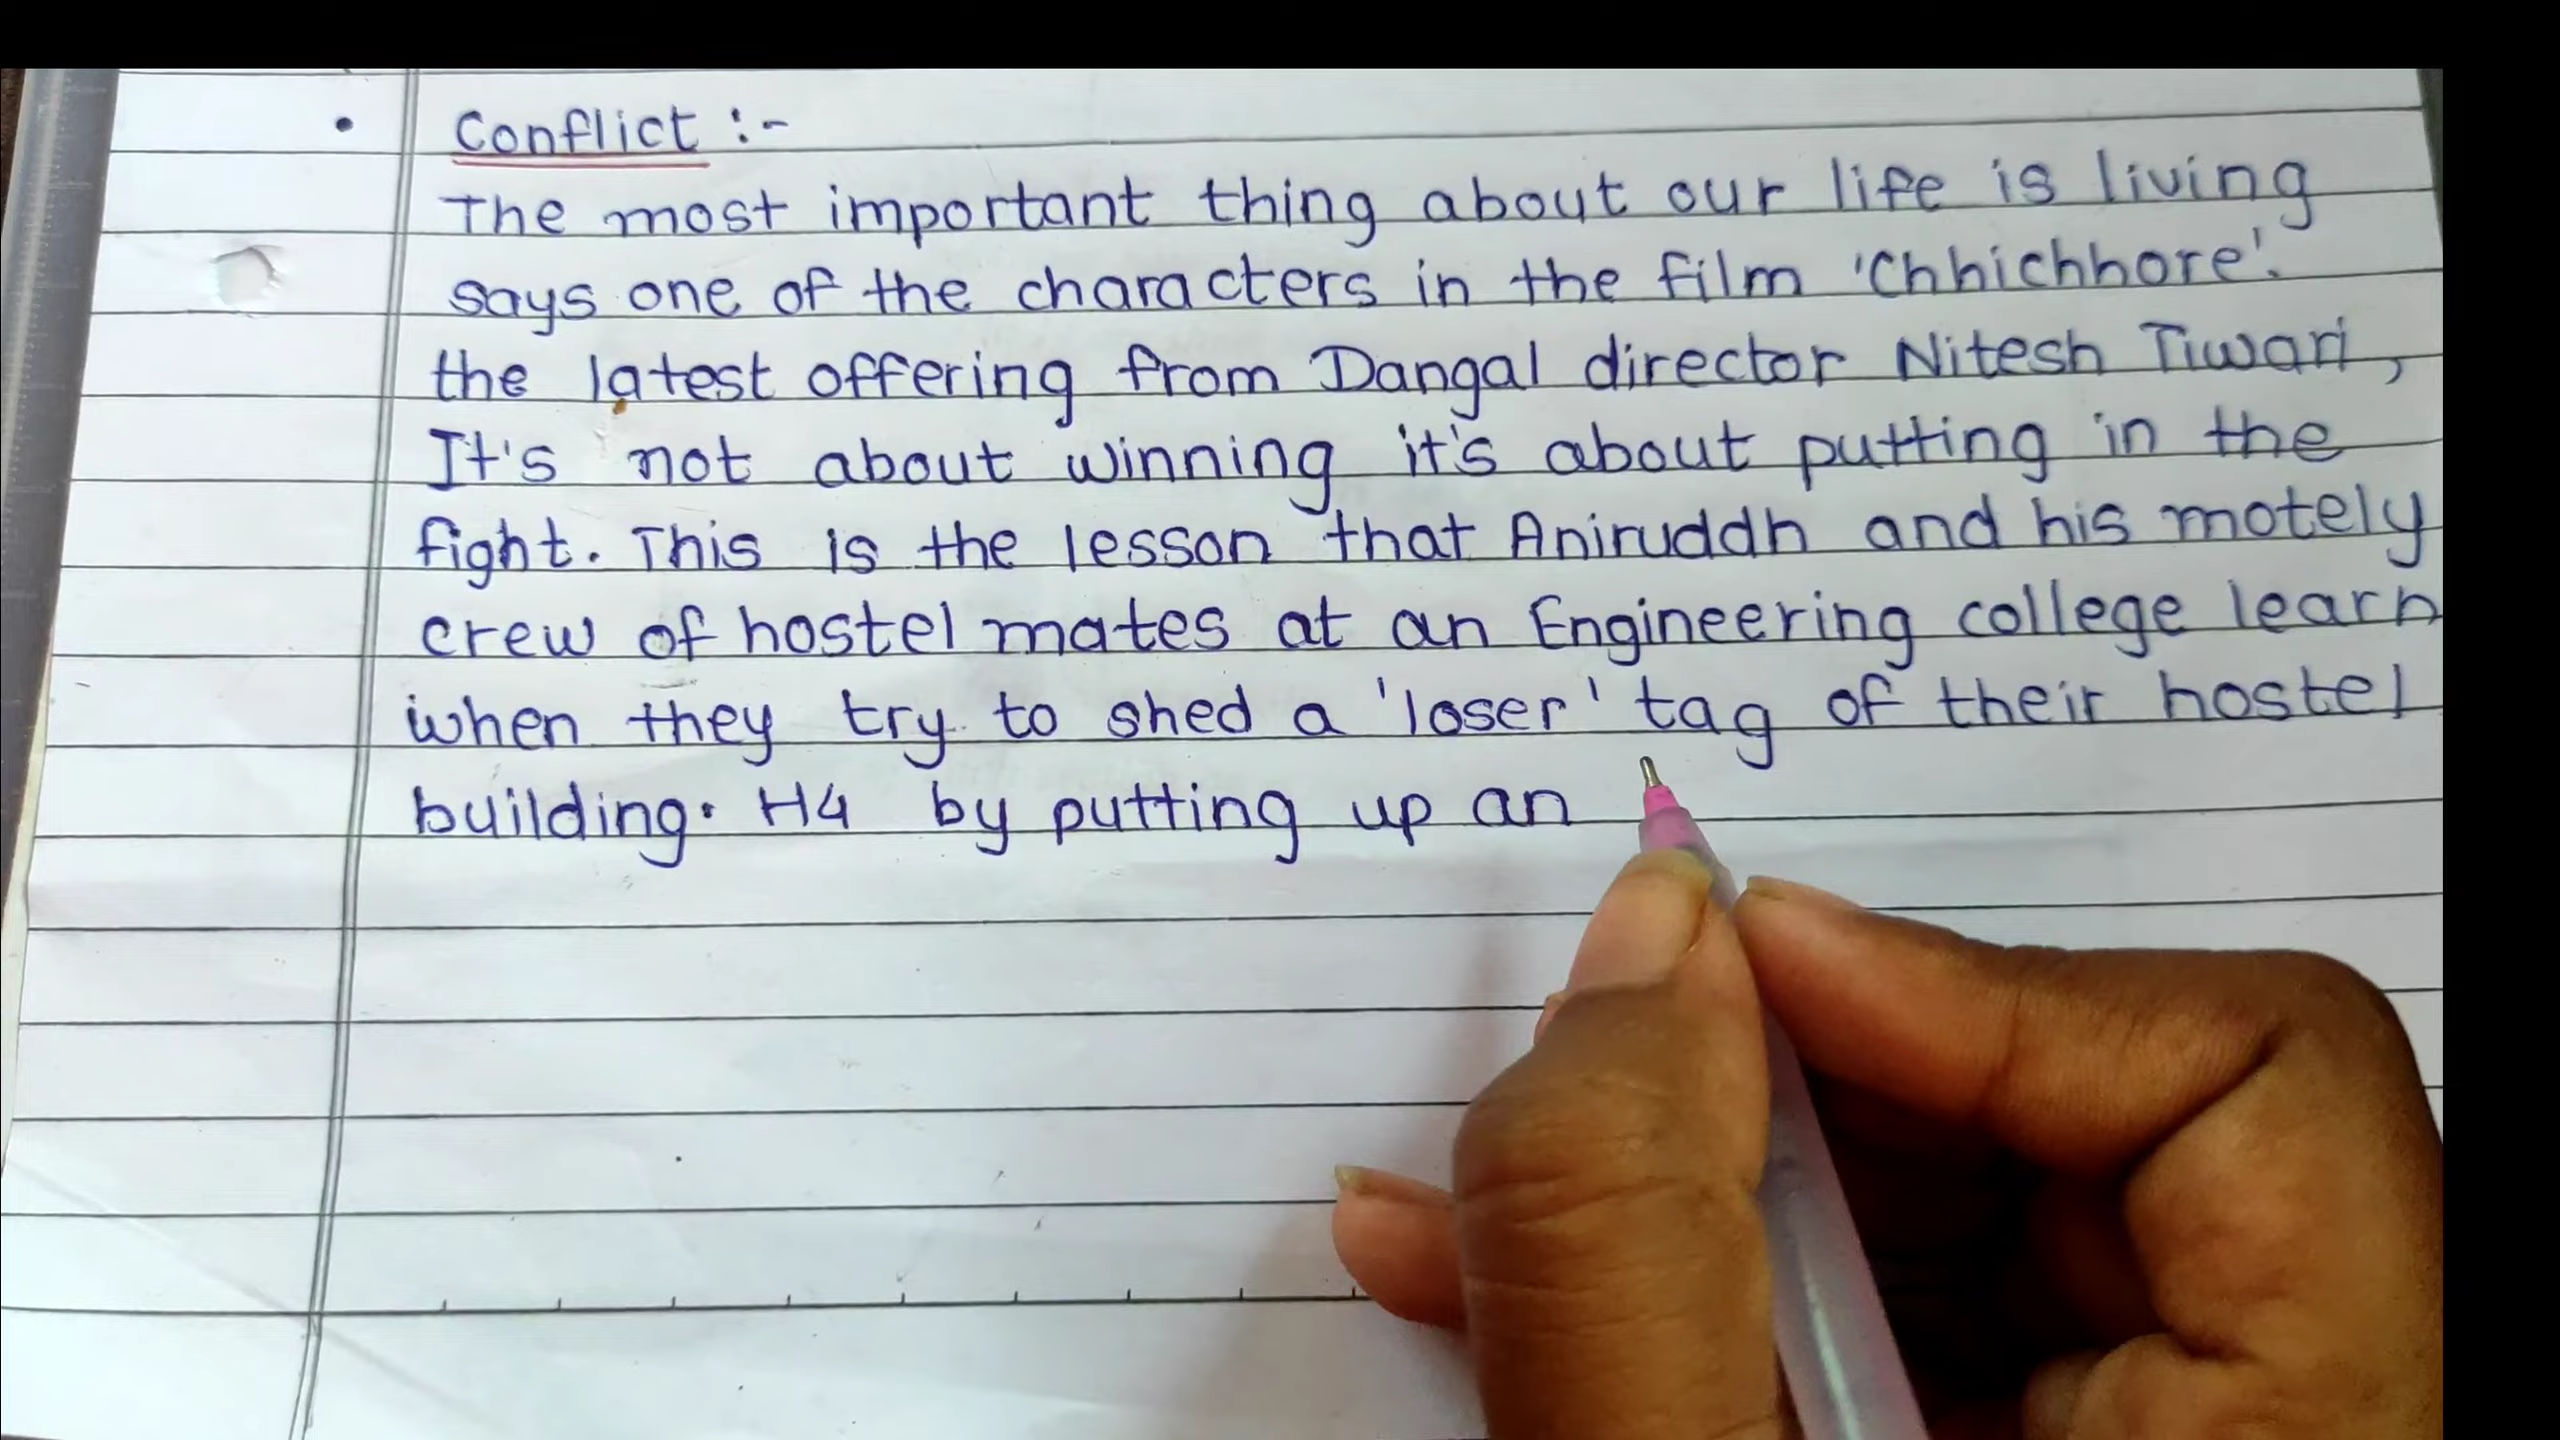 • Conflict :-
The most important thing about our life is living
says one of the characters in the film 'Chhichhore'.
the latest offering from Dangal director Nitesh Tiwari,
It's not about winning it's about putting in the
fight. This is the lesson that Aniruddh and his motely
crew of hostel mates at an Engineering college learn
when they try to shed a 'loser' tag of their hostel
building. H4 by putting up an